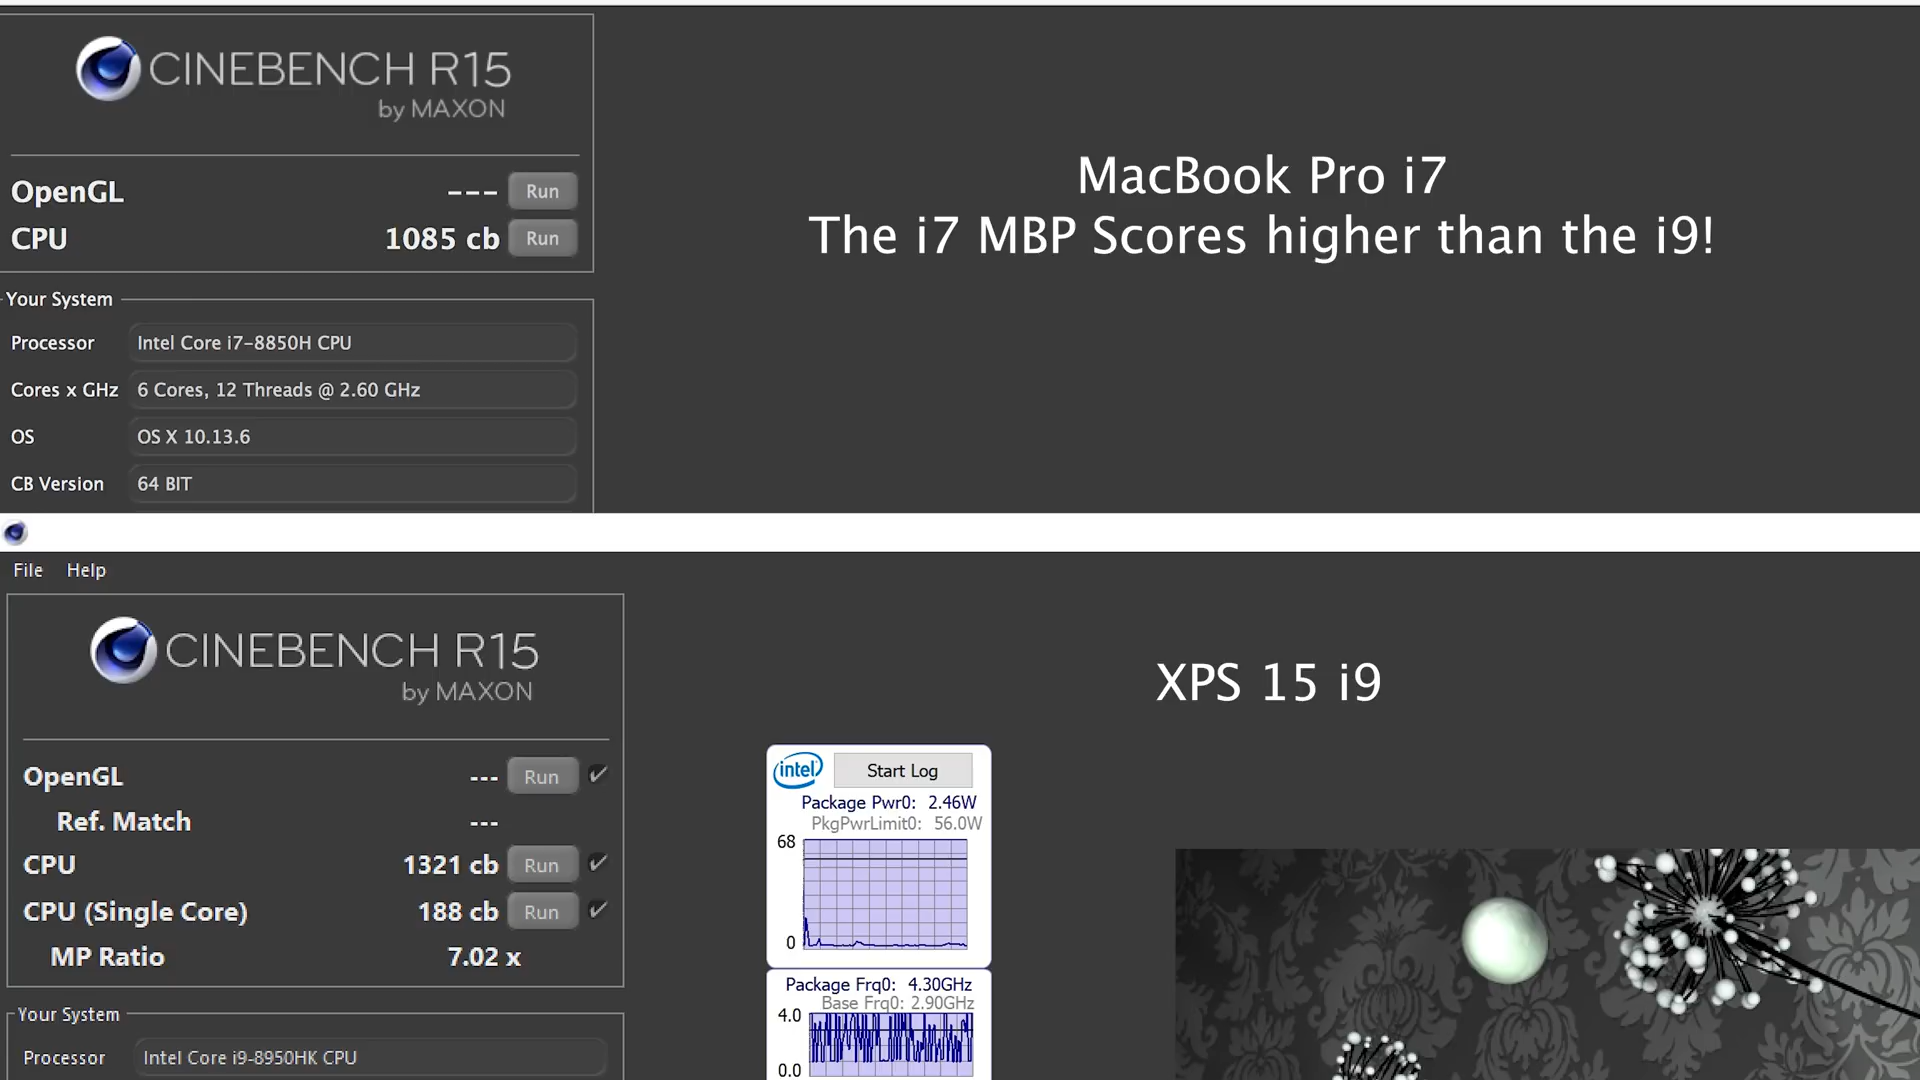 CINEBENCH R15
by MAXON
OpenGL --- Run
CPU 1085 cb Run
Your System
Processor Intel Core i7-8850H CPU
Cores x GHz 6 Cores, 12 Threads @ 2.60 GHz
OS OS X 10.13.6
CB Version 64 BIT
MacBook Pro i7
The i7 MBP Scores higher than the i9!
File Help
CINEBENCH R15
by MAXON
OpenGL --- Run
Ref. Match ---
CPU 1321 cb Run
CPU (Single Core) 188 cb Run
MP Ratio 7.02 x
Your System
Processor Intel Core i9-8950HK CPU
XPS 15 i9
intel Start Log
Package Pwr0: 2.46W
PkgPwrLimit0: 56.0W
68
0
Package Frq0: 4.30GHz
Base Frq0: 2.90GHz
4.0
0.0